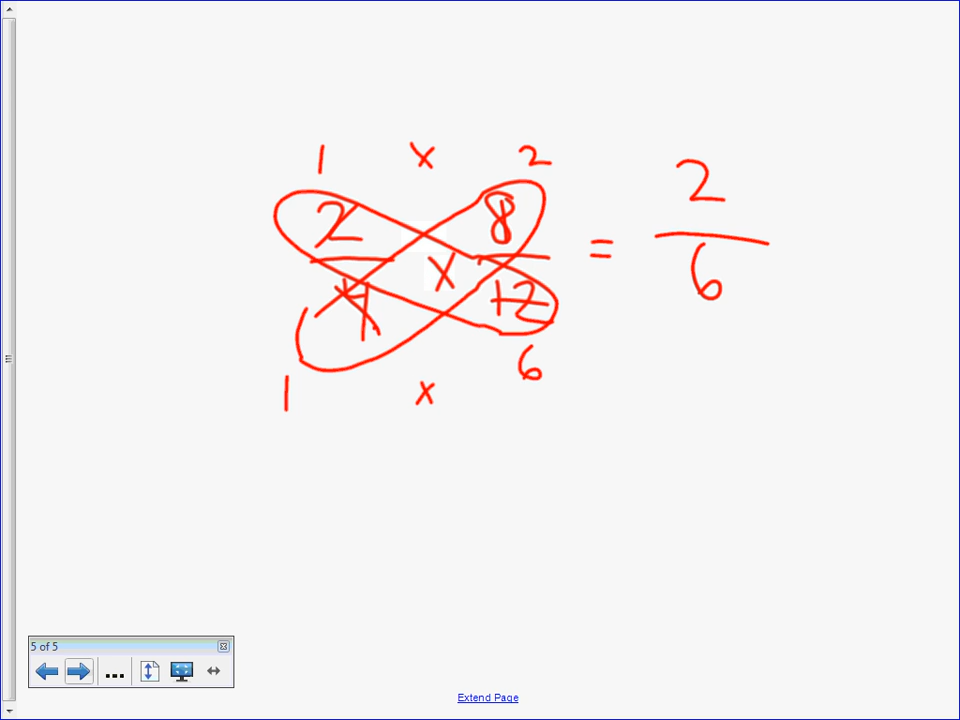 1 x 2
2 8
x = 2
4 12 6
1 x 6
5 of 5
...
Extend Page